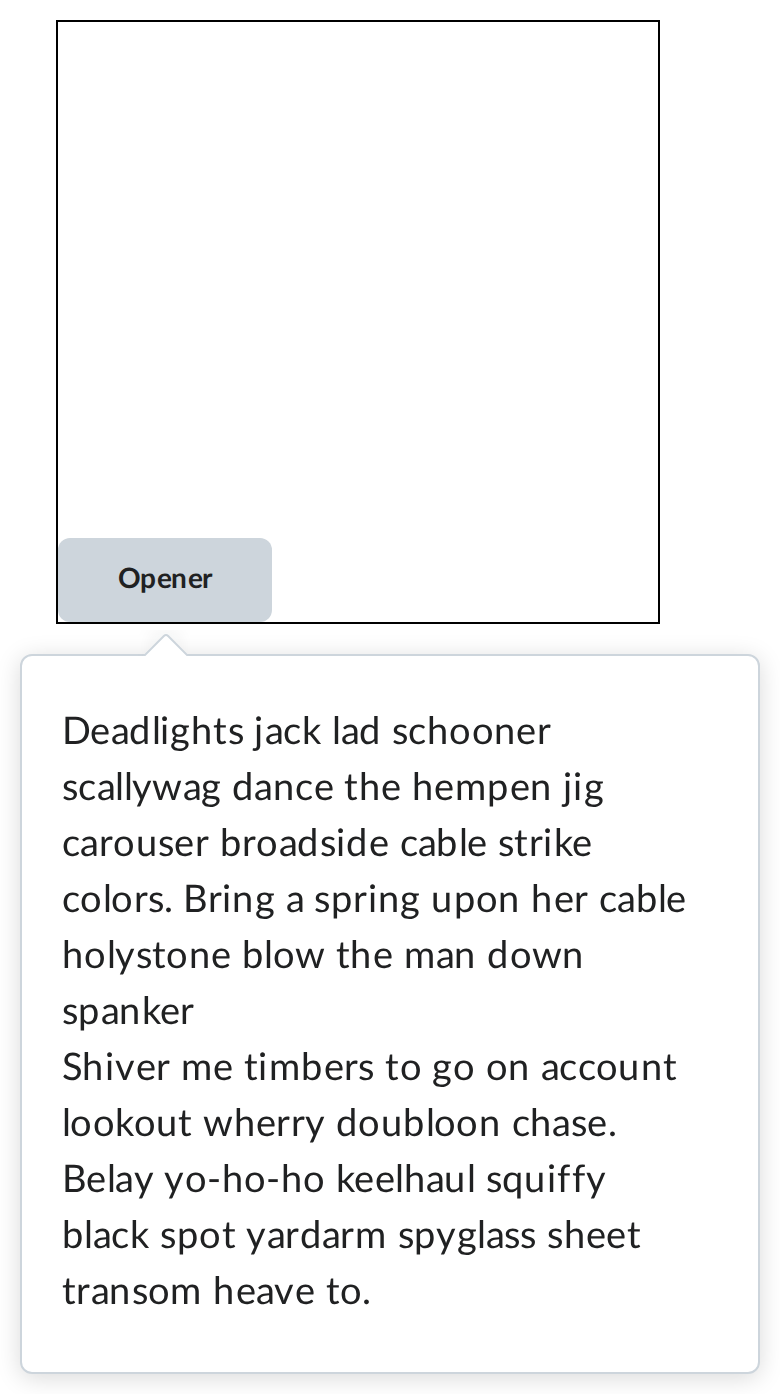 Opener
Deadlights jack lad schooner
scallywag dance the hempen jig
carouser broadside cable strike
colors. Bring a spring upon her cable
holystone blow the man down
spanker
Shiver me timbers to go on account
lookout wherry doubloon chase.
Belay yo-ho-ho keelhaul squiffy
black spot yardarm spyglass sheet
transom heave to.